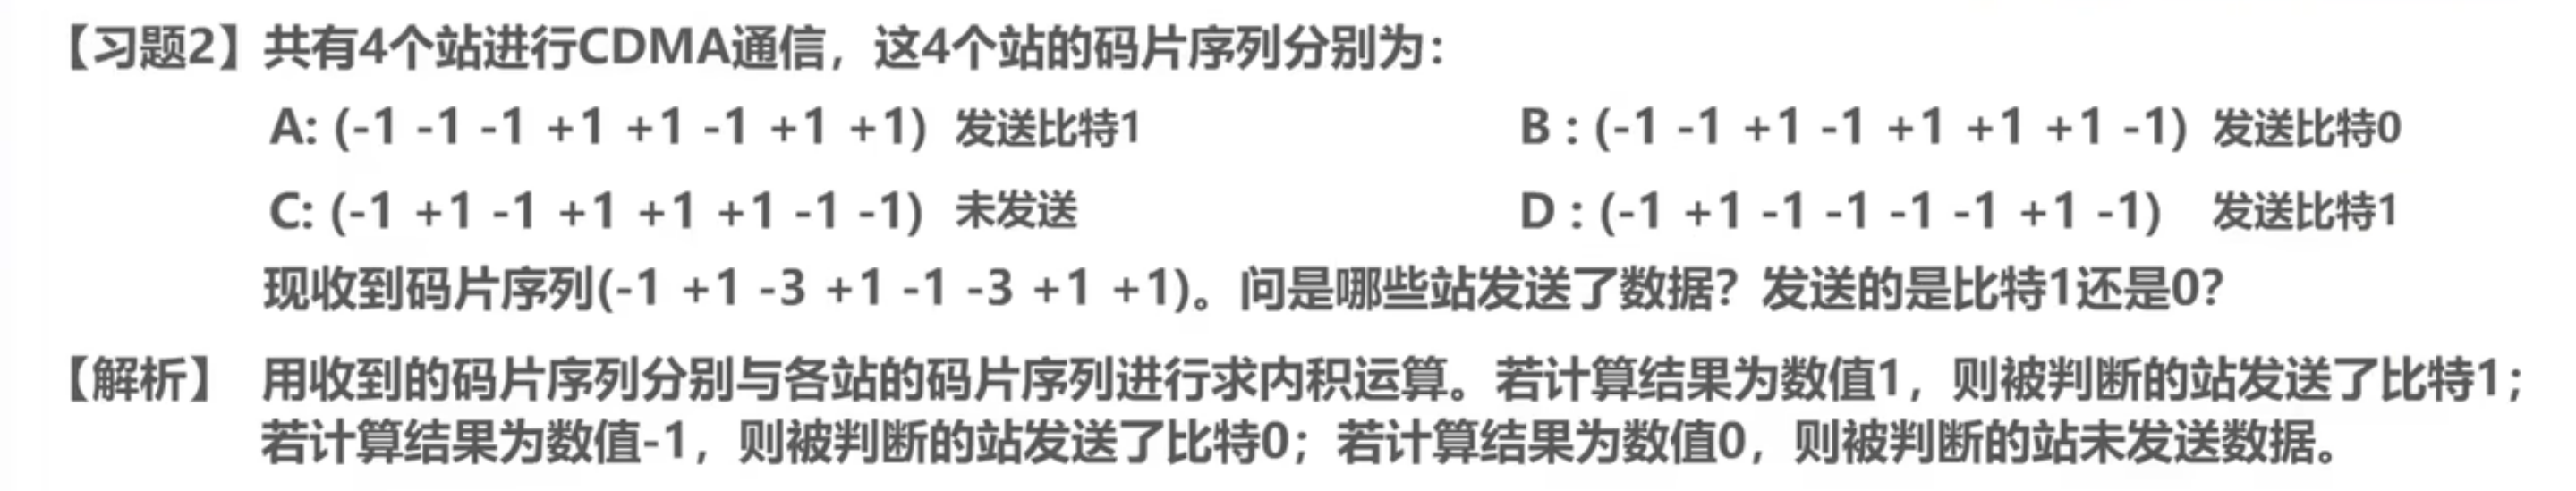 【习题2】共有4个站进行CDMA通信，这4个站的码片序列分别为：
A: (-1 -1 -1 +1 +1 -1 +1 +1) 发送比特1 B : (-1 -1 +1 -1 +1 +1 +1 -1) 发送比特0
C: (-1 +1 -1 +1 +1 +1 -1 -1) 未发送 D : (-1 +1 -1 -1 -1 -1 +1 -1) 发送比特1
现收到码片序列(-1 +1 -3 +1 -1 -3 +1 +1)。问是哪些站发送了数据？发送的是比特1还是0？
【解析】 用收到的码片序列分别与各站的码片序列进行求内积运算。若计算结果为数值1，则被判断的站发送了比特1；
若计算结果为数值-1，则被判断的站发送了比特0；若计算结果为数值0，则被判断的站未发送数据。